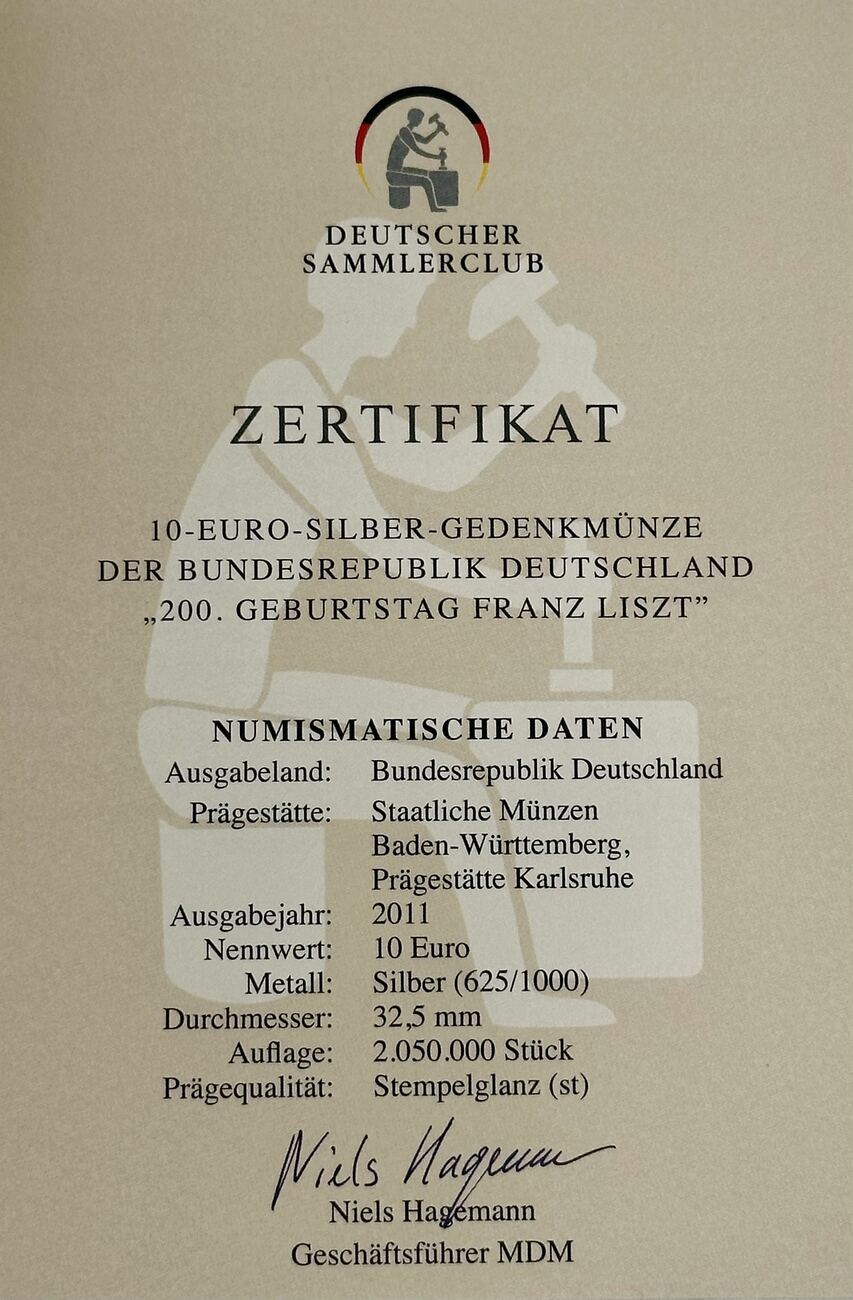 DEUTSCHER
SAMMLERCLUB
ZERTIFIKAT
10-EURO-SILBER-GEDENKMÜNZE
DER BUNDESREPUBLIK DEUTSCHLAND
„200. GEBURTSTAG FRANZ LISZT”
NUMISMATISCHE DATEN
Ausgabeland: Bundesrepublik Deutschland
Prägestätte: Staatliche Münzen
Baden-Württemberg,
Prägestätte Karlsruhe
Ausgabejahr: 2011
Nennwert: 10 Euro
Metall: Silber (625/1000)
Durchmesser: 32,5 mm
Auflage: 2.050.000 Stück
Prägequalität: Stempelglanz (st)
Niels Hagemann
Niels Hagemann
Geschäftsführer MDM